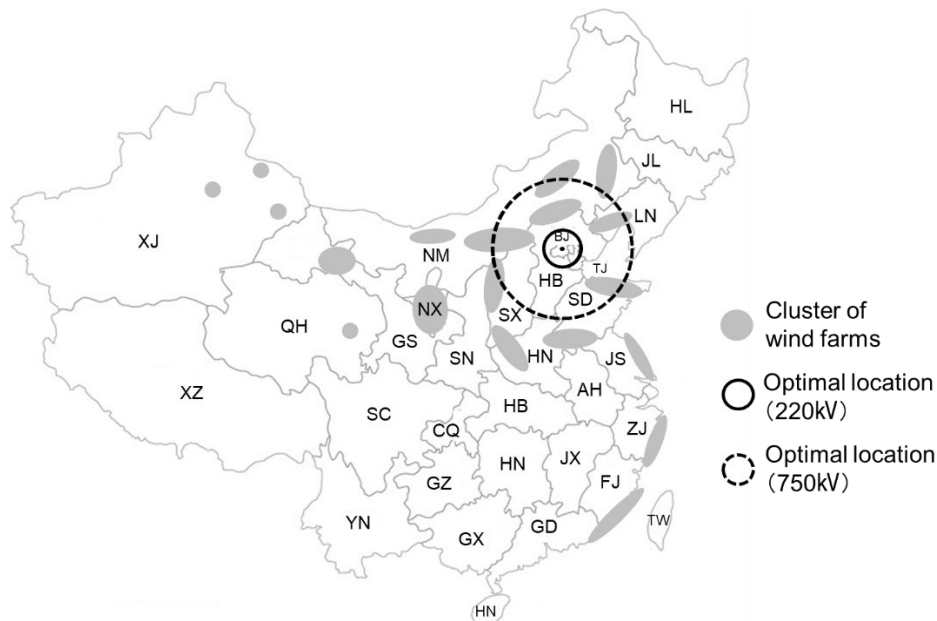 HL
JL
LN
XJ
BJ
NM
TJ
HB
SD
NX
SX
QH
GS
HN
JS
SN
XZ
AH
SC
HB
CQ
ZJ
HN
JX
GZ
FJ
YN
GD
TW
GX
HN
Cluster of
wind farms
Optimal location
(220kV)
Optimal location
(750kV)